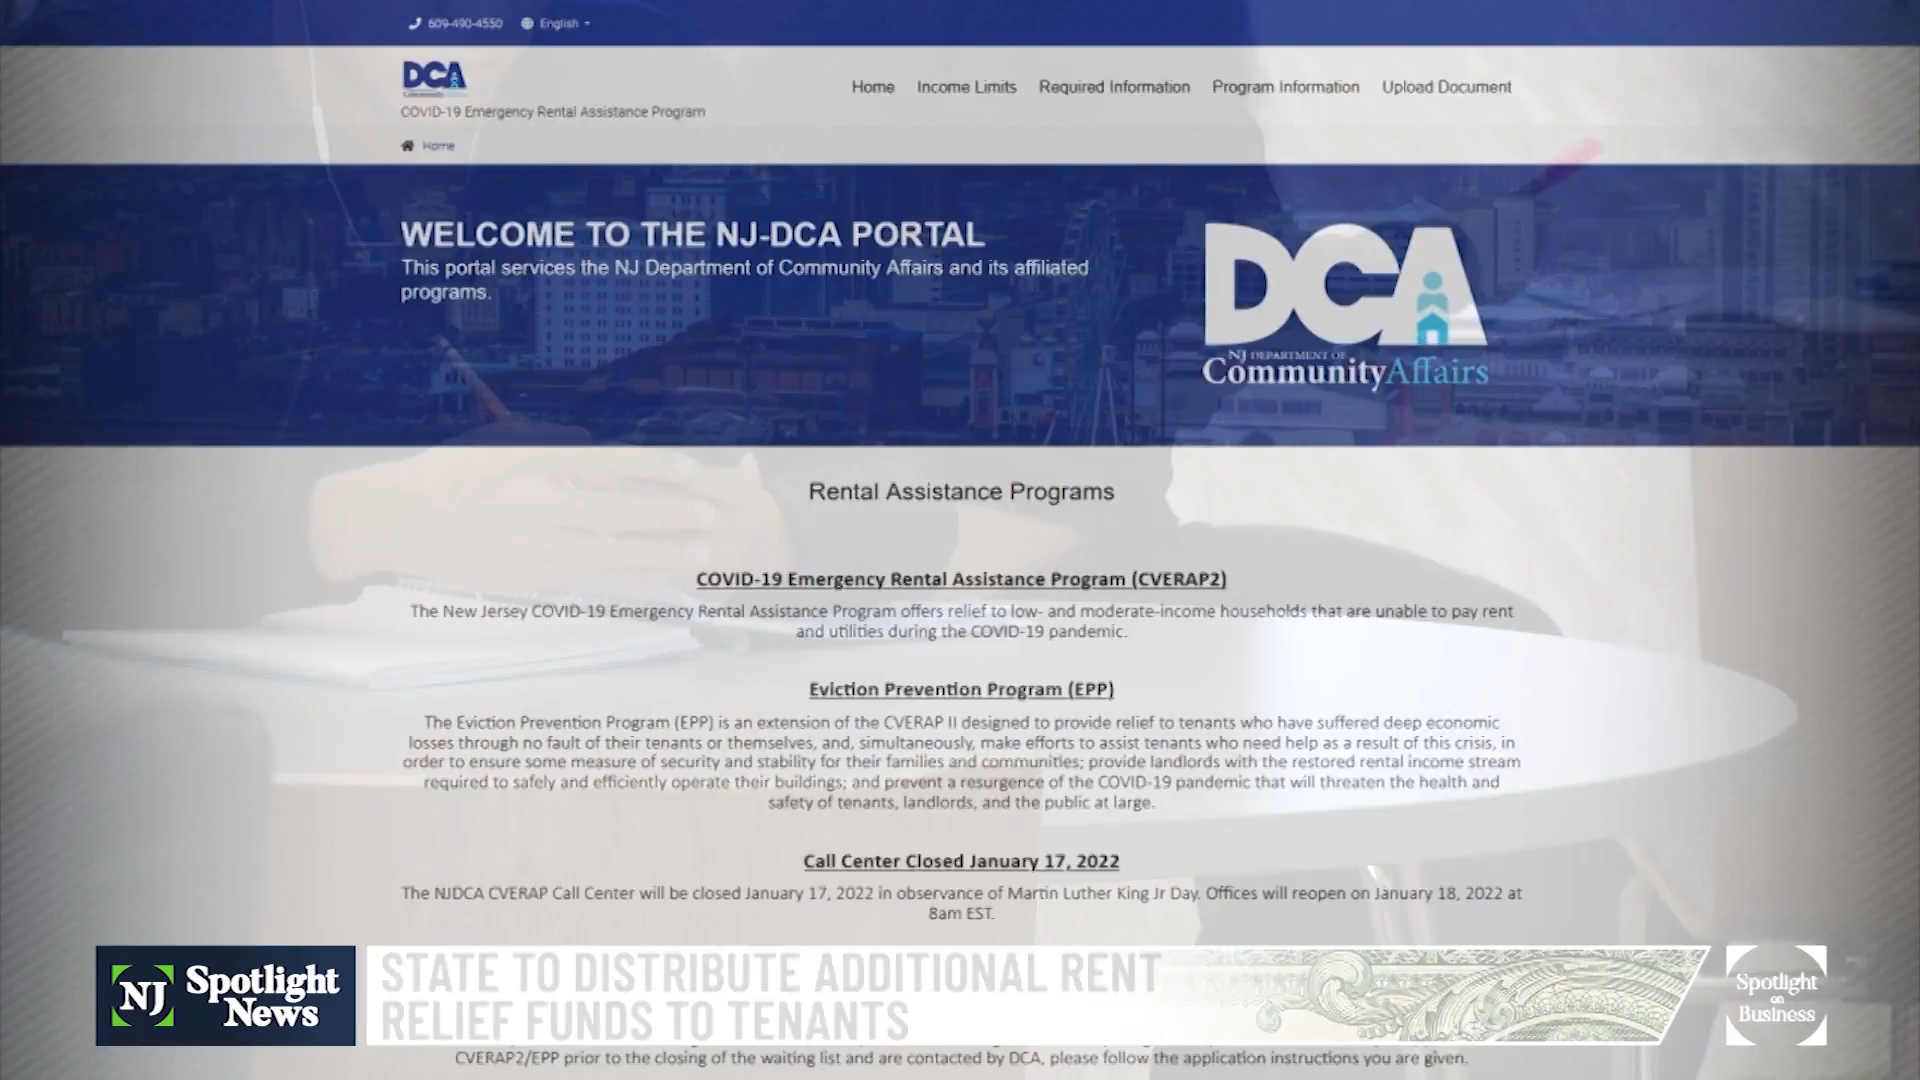 609-490-4550 English
DCA
COVID-19 Emergency Rental Assistance Program
Home Income Limits Required Information Program Information Upload Document
Home
WELCOME TO THE NJ-DCA PORTAL
This portal services the NJ Department of Community Affairs and its affiliated
programs.
DCA
NJ DEPARTMENT OF
CommunityAffairs
Rental Assistance Programs
COVID-19 Emergency Rental Assistance Program (CVERAP2)
The New Jersey COVID-19 Emergency Rental Assistance Program offers relief to low- and moderate-income households that are unable to pay rent
and utilities during the COVID-19 pandemic.
Eviction Prevention Program (EPP)
The Eviction Prevention Program (EPP) is an extension of the CVERAP II designed to provide relief to tenants who have suffered deep economic
losses through no fault of their tenants or themselves, and, simultaneously, make efforts to assist tenants who need help as a result of this crisis, in
order to ensure some measure of security and stability for their families and communities; provide landlords with the restored rental income stream
required to safely and efficiently operate their buildings; and prevent a resurgence of the COVID-19 pandemic that will threaten the health and
safety of tenants, landlords, and the public at large.
Call Center Closed January 17, 2022
The NJDCA CVERAP Call Center will be closed January 17, 2022 in observance of Martin Luther King Jr Day. Offices will reopen on January 18, 2022 at
8am EST.
NJ Spotlight
News
STATE TO DISTRIBUTE ADDITIONAL RENT
RELIEF FUNDS TO TENANTS
Spotlight
on
Business
CVERAP2/EPP prior to the closing of the waiting list and are contacted by DCA, please follow the application instructions you are given.